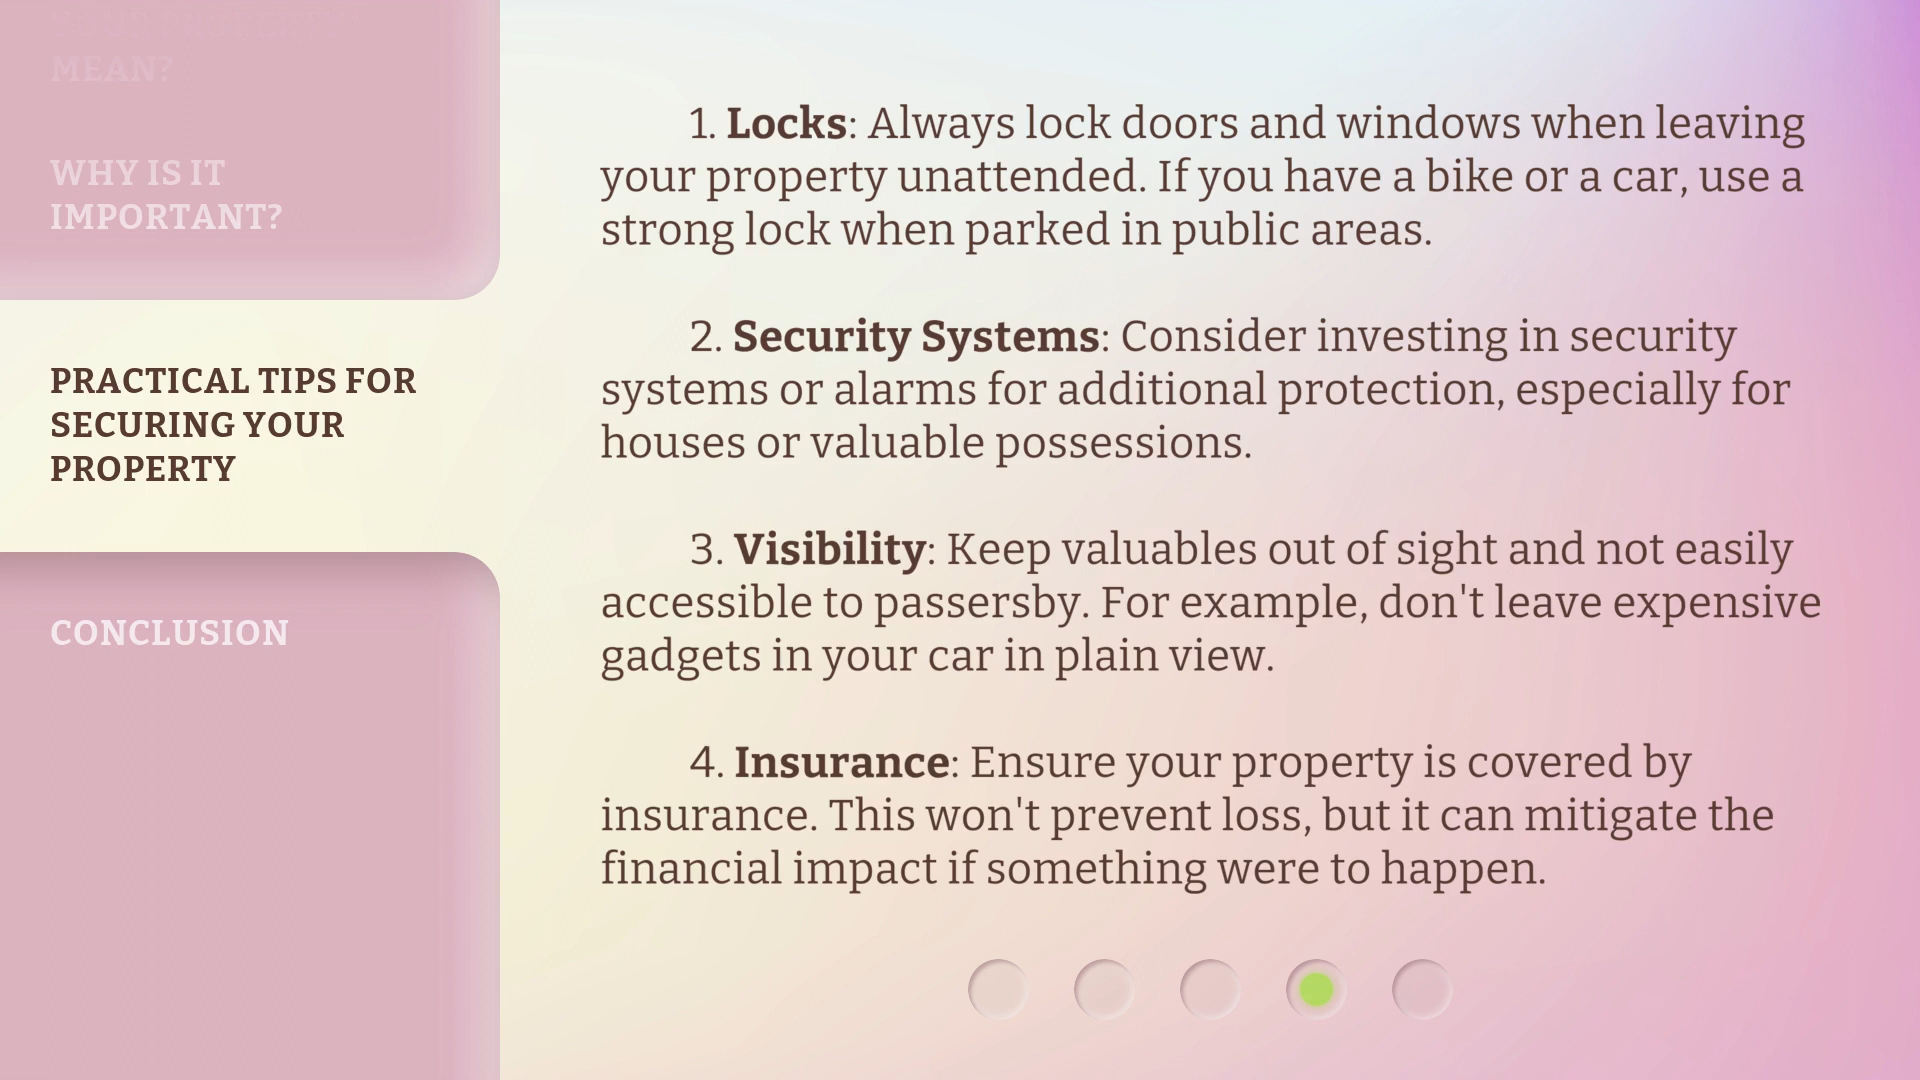 YOUR PROPERTY
MEAN?
WHY IS IT
IMPORTANT?
PRACTICAL TIPS FOR
SECURING YOUR
PROPERTY
CONCLUSION
1. Locks: Always lock doors and windows when leaving
your property unattended. If you have a bike or a car, use a
strong lock when parked in public areas.
2. Security Systems: Consider investing in security
systems or alarms for additional protection, especially for
houses or valuable possessions.
3. Visibility: Keep valuables out of sight and not easily
accessible to passersby. For example, don't leave expensive
gadgets in your car in plain view.
4. Insurance: Ensure your property is covered by
insurance. This won't prevent loss, but it can mitigate the
financial impact if something were to happen.